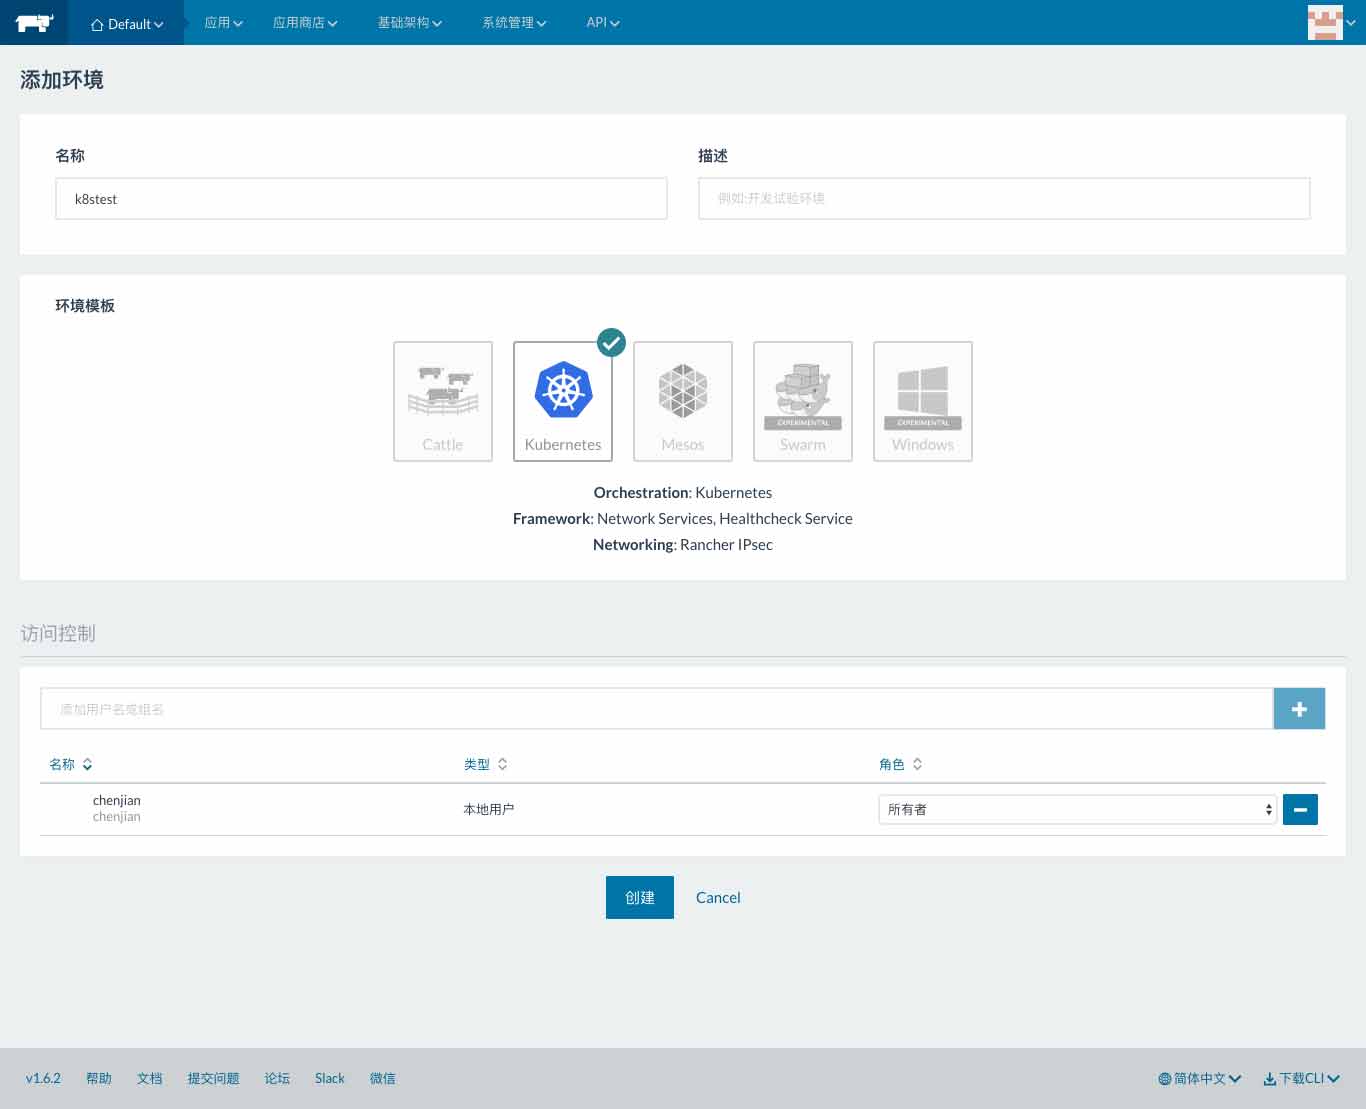 Default 应用 应用商店 基础架构 系统管理 API
添加环境
名称 描述
k8stest 例如:开发试验环境
环境模板
EXPERIMENTAL EXPERIMENTAL
Cattle Kubernetes Mesos Swarm Windows
Orchestration: Kubernetes
Framework: Network Services, Healthcheck Service
Networking: Rancher IPsec
访问控制
添加用户名或组名
名称 类型 角色
chenjian
chenjian
本地用户 所有者
创建 Cancel
v1.6.2 帮助 文档 提交问题 论坛 Slack 微信 简体中文 下载CLI